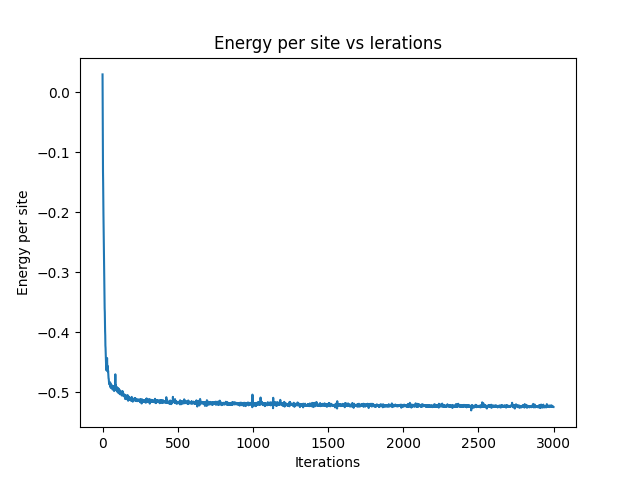 Energy per site vs Ierations
Energy per site
0.0
−0.1
−0.2
−0.3
−0.4
−0.5
0 500 1000 1500 2000 2500 3000
Iterations